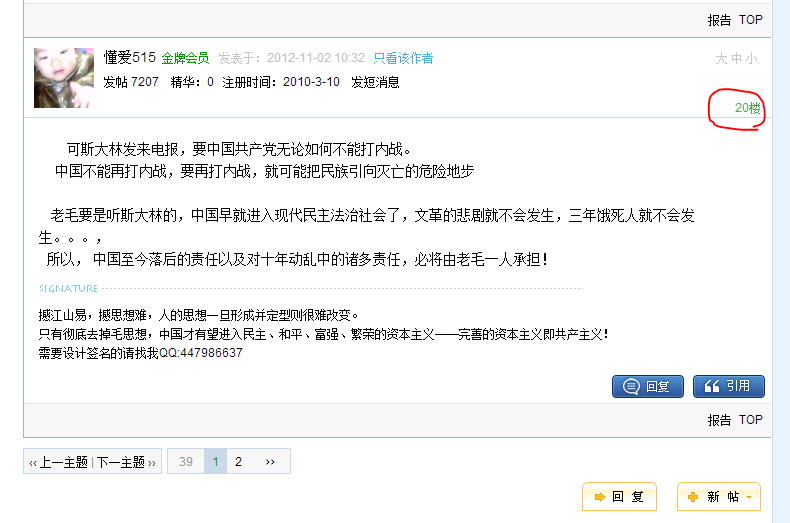 报告 TOP
懂爱515 金牌会员 发表于：2012-11-02 10:32 只看该作者
大 中 小
发帖 7207 精华：0 注册时间：2010-3-10 发短消息
20楼
可斯大林发来电报，要中国共产党无论如何不能打内战。
中国不能再打内战，要再打内战，就可能把民族引向灭亡的危险地步
老毛要是听斯大林的，中国早就进入现代民主法治社会了，文革的悲剧就不会发生，三年饿死人就不会发
生。。。，
所以， 中国至今落后的责任以及对十年动乱中的诸多责任，必将由老毛一人承担！
SIGNATURE
撼江山易，撼思想难，人的思想一旦形成并定型则很难改变。
只有彻底去掉毛思想，中国才有望进入民主、和平、富强、繁荣的资本主义——完善的资本主义即共产主义！
需要设计签名的请找我QQ:447986637
回复 引用
报告 TOP
‹‹ 上一主题 | 下一主题 ›› 39 1 2 ››
回 复 新 帖